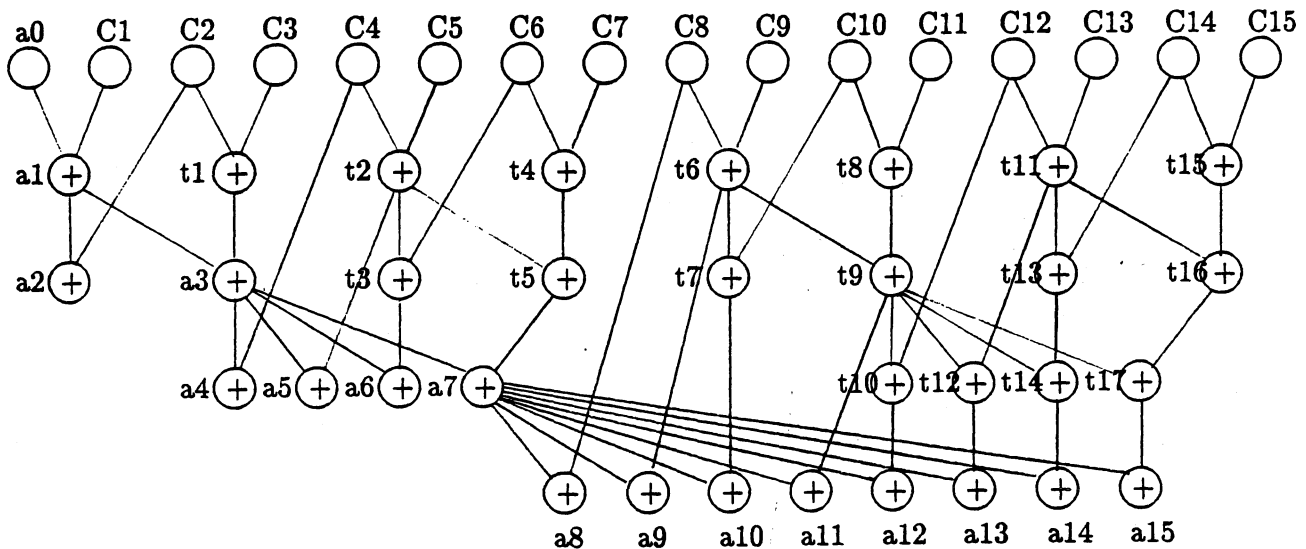 a0 C1 C2 C3 C4 C5 C6 C7 C8 C9 C10 C11 C12 C13 C14 C15
a1 + t1 + t2 + t4 + t6 + t8 + t11 + t15 +
a2 + a3 + t3 + t5 + t7 + t9 + t13 + t16 +
a4 + a5 + a6 + a7 + t10 + t12 + t14 + t17 +
+ + + + + + + +
a8 a9 a10 a11 a12 a13 a14 a15